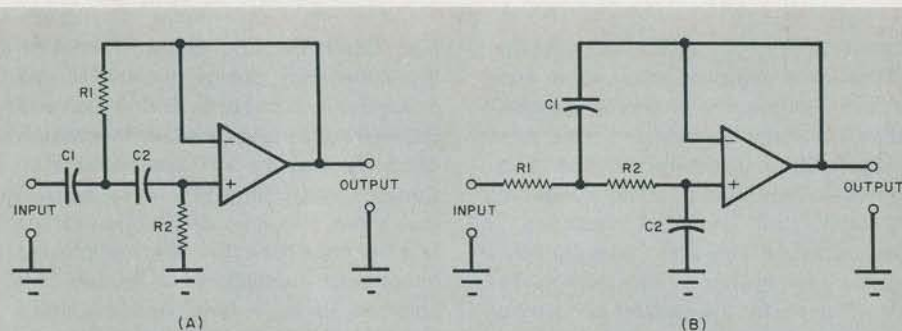 R1
C1
C2
R2
−
+
INPUT
OUTPUT
(A)
C1
R1
R2
C2
−
+
INPUT
OUTPUT
(B)